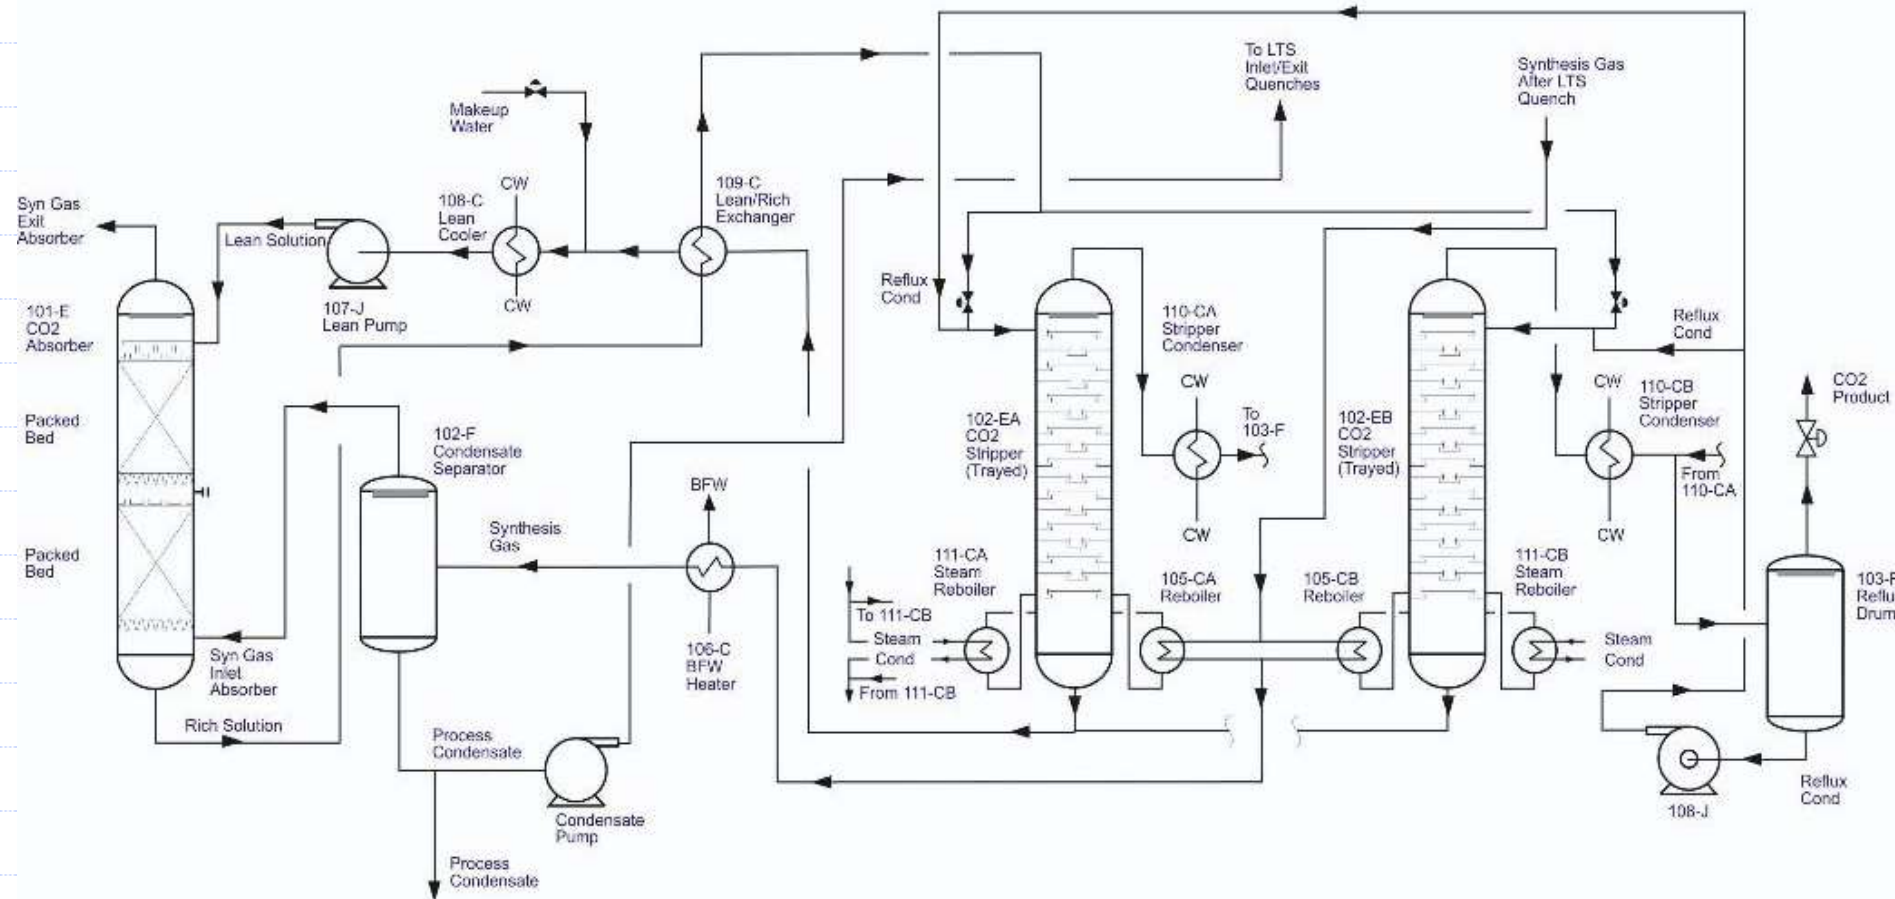 To LTS
Inlet/Exit
Quenches
Synthesis Gas
After LTS
Quench
Makeup
Water
Syn Gas
Exit
Absorber
Lean Solution
108-C
Lean
Cooler
CW
CW
109-C
Lean/Rich
Exchanger
107-J
Lean Pump
101-E
CO2
Absorber
Packed
Bed
Packed
Bed
Reflux
Cond
110-CA
Stripper
Condenser
CW
CW
To
103-F
102-EA
CO2
Stripper
(Trayed)
102-EB
CO2
Stripper
(Trayed)
Reflux
Cond
110-CB
Stripper
Condenser
CW
CW
From
110-CA
CO2
Product
102-F
Condensate
Separator
BFW
Synthesis
Gas
106-C
BFW
Heater
111-CA
Steam
Reboiler
105-CA
Reboiler
105-CB
Reboiler
111-CB
Steam
Reboiler
To 111-CB
Steam
Cond
From 111-CB
Steam
Cond
103-F
Reflu
Drum
Syn Gas
Inlet
Absorber
Rich Solution
Process
Condensate
Condensate
Pump
Process
Condensate
108-J
Reflux
Cond